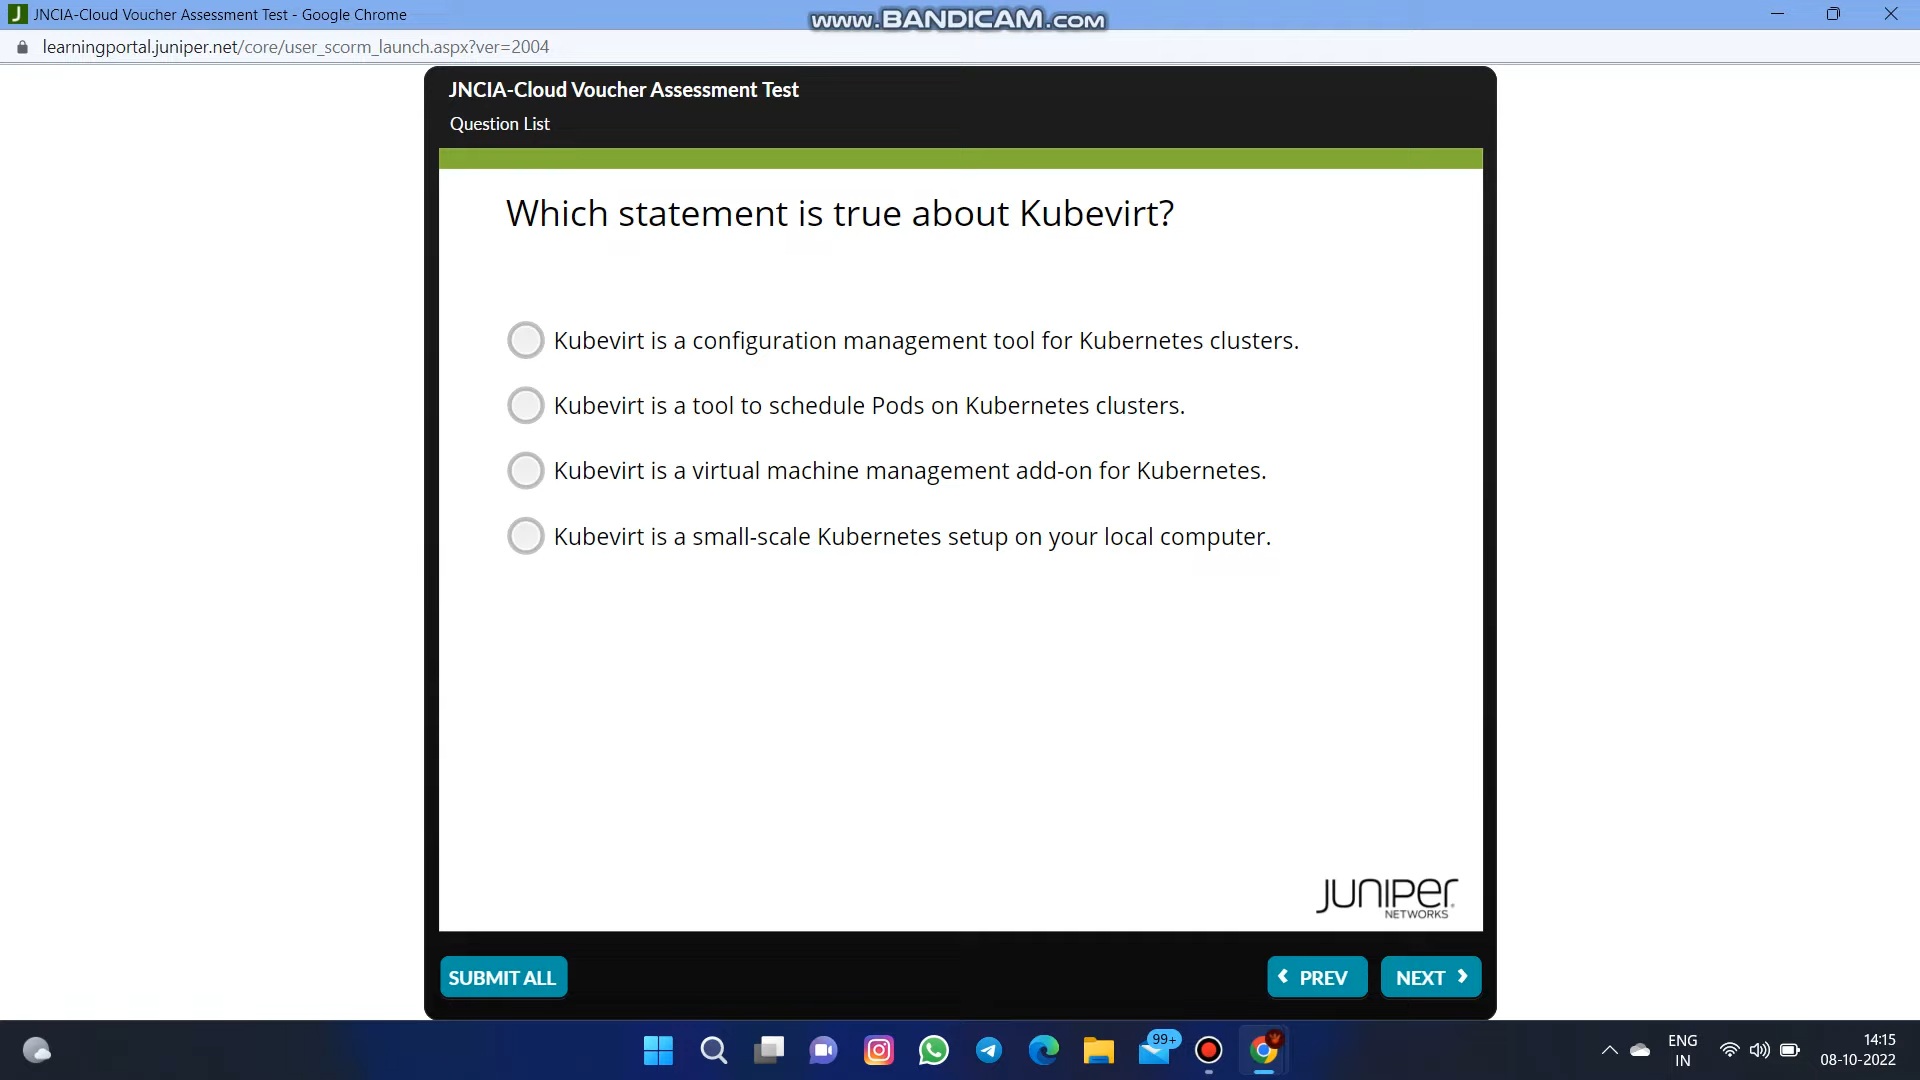 JNCIA-Cloud Voucher Assessment Test - Google Chrome
www.BANDICAM.com
learningportal.juniper.net/core/user_scorm_launch.aspx?ver=2004
JNCIA-Cloud Voucher Assessment Test
Question List
Which statement is true about Kubevirt?
Kubevirt is a configuration management tool for Kubernetes clusters.
Kubevirt is a tool to schedule Pods on Kubernetes clusters.
Kubevirt is a virtual machine management add-on for Kubernetes.
Kubevirt is a small-scale Kubernetes setup on your local computer.
JUNIPEr
NETWORKS
SUBMIT ALL
PREV
NEXT
99+
ENG
IN
14:15
08-10-2022